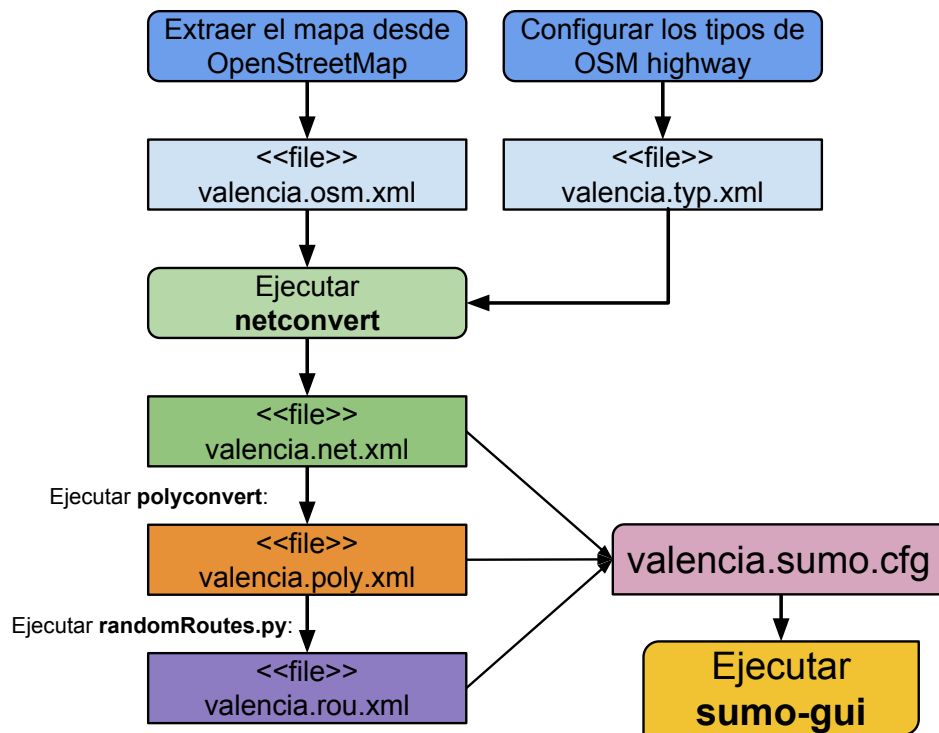 Extraer el mapa desde
OpenStreetMap
Configurar los tipos de
OSM highway
<<file>>
valencia.osm.xml
<<file>>
valencia.typ.xml
Ejecutar
netconvert
<<file>>
valencia.net.xml
Ejecutar polyconvert:
<<file>>
valencia.poly.xml
valencia.sumo.cfg
Ejecutar randomRoutes.py:
<<file>>
valencia.rou.xml
Ejecutar
sumo-gui